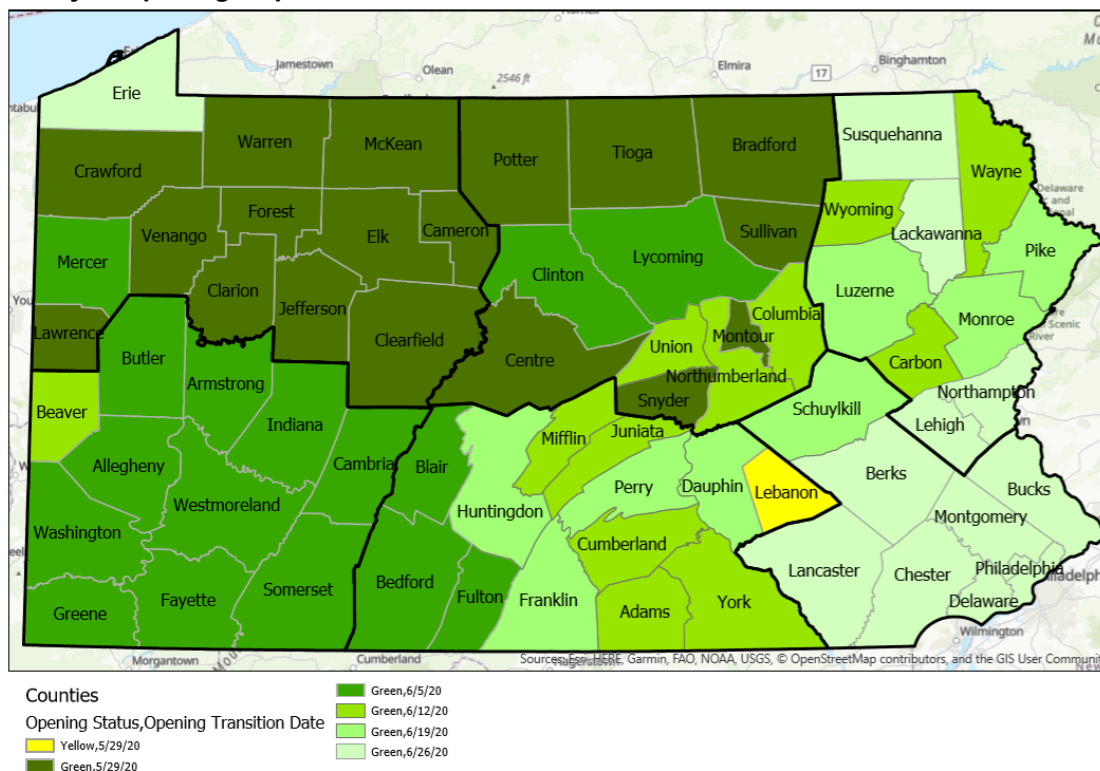 Jamestown
Olean
2546 ft
Elmira
17
Binghamton
Erie
Warren
McKean
Potter
Tioga
Bradford
Susquehanna
Wayne
Crawford
Forest
Elk
Cameron
Sullivan
Wyoming
Lackawanna
Pike
Venango
Mercer
Clarion
Jefferson
Clinton
Lycoming
Luzerne
Monroe
Lawrence
Clearfield
Centre
Union
Montour
Columbia
Carbon
Butler
Armstrong
Northumberland
Snyder
Northampton
Beaver
Indiana
Mifflin
Juniata
Schuylkill
Lehigh
Allegheny
Cambria
Blair
Huntingdon
Perry
Dauphin
Lebanon
Berks
Bucks
Westmoreland
Montgomery
Washington
Cumberland
Philadelphia
Somerset
Bedford
Fulton
Franklin
Lancaster
Chester
Delaware
Greene
Fayette
Adams
York
Wilmington
Morgantown
Cumberland
Sources: Esri, HERE, Garmin, FAO, NOAA, USGS, © OpenStreetMap contributors, and the GIS User
Counties
Opening Status,Opening Transition Date
Yellow,5/29/20
Green,5/29/20
Green,6/5/20
Green,6/12/20
Green,6/19/20
Green,6/26/20